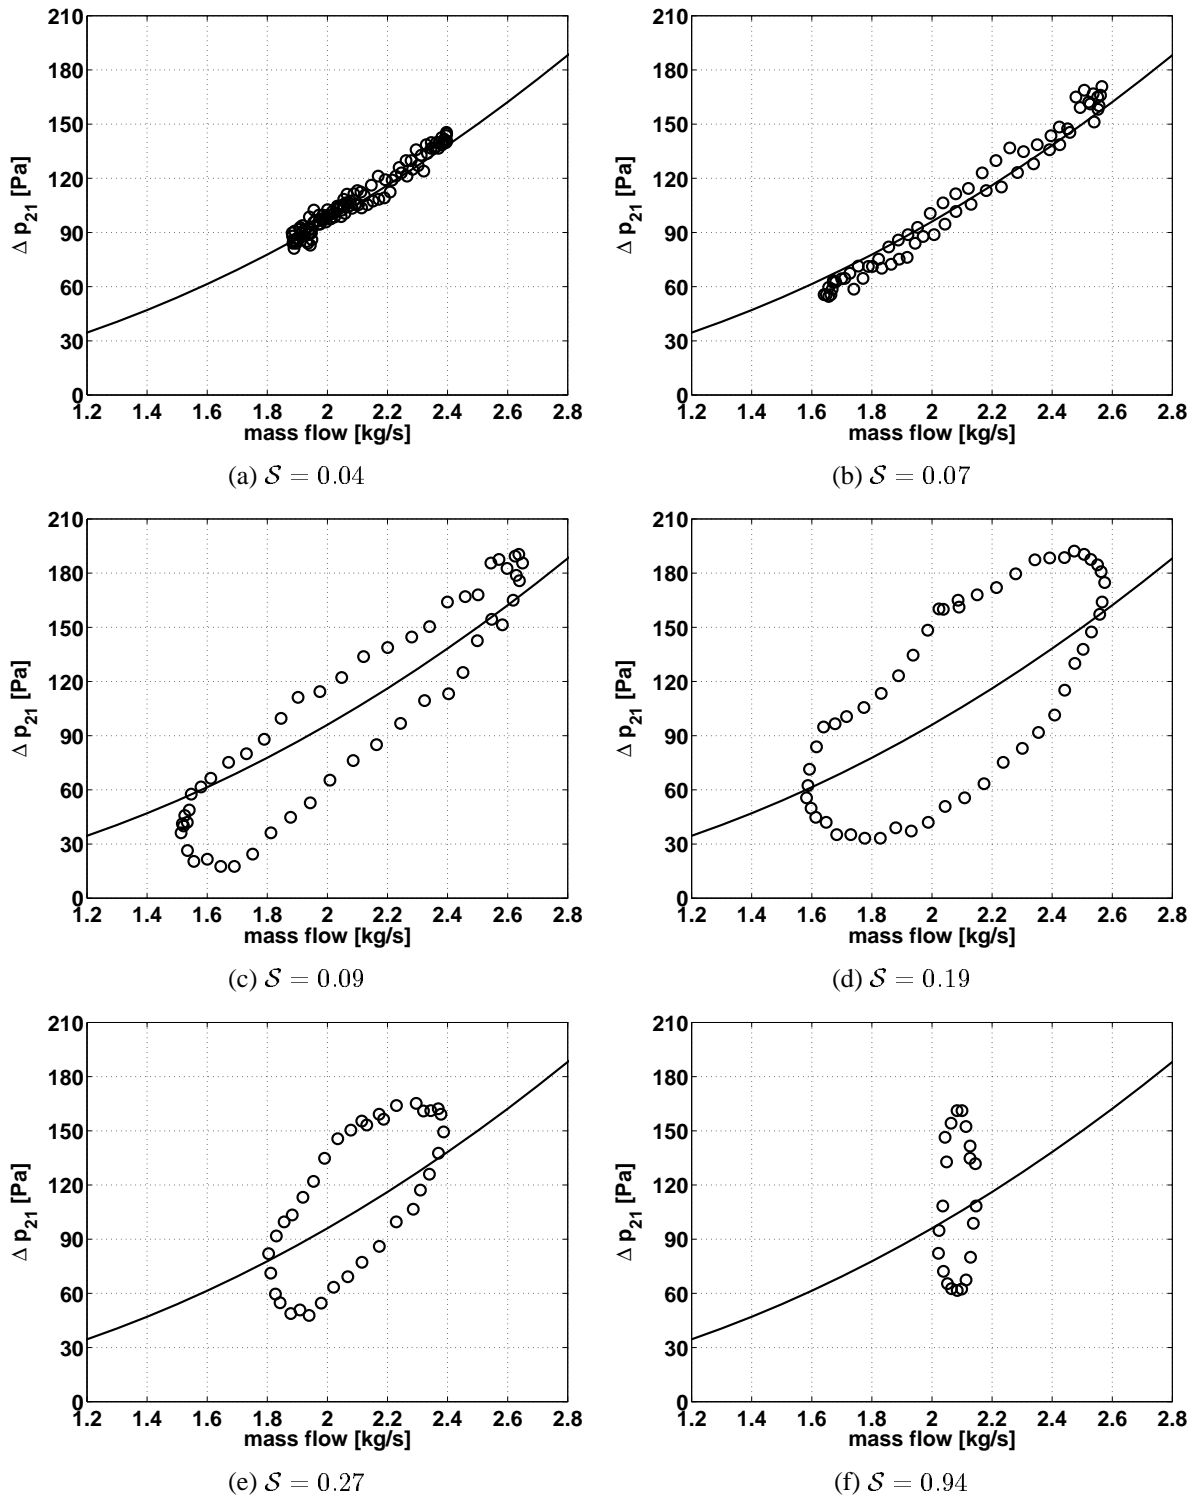 210
180
150
120
90
60
30
0
Δ p21 [Pa]
1.2 1.4 1.6 1.8 2 2.2 2.4 2.6 2.8
mass flow [kg/s]
(a) S = 0.04
210
180
150
120
90
60
30
0
Δ p21 [Pa]
1.2 1.4 1.6 1.8 2 2.2 2.4 2.6 2.8
mass flow [kg/s]
(b) S = 0.07
210
180
150
120
90
60
30
0
Δ p21 [Pa]
1.2 1.4 1.6 1.8 2 2.2 2.4 2.6 2.8
mass flow [kg/s]
(c) S = 0.09
210
180
150
120
90
60
30
0
Δ p21 [Pa]
1.2 1.4 1.6 1.8 2 2.2 2.4 2.6 2.8
mass flow [kg/s]
(d) S = 0.19
210
180
150
120
90
60
30
0
Δ p21 [Pa]
1.2 1.4 1.6 1.8 2 2.2 2.4 2.6 2.8
mass flow [kg/s]
(e) S = 0.27
210
180
150
120
90
60
30
0
Δ p21 [Pa]
1.2 1.4 1.6 1.8 2 2.2 2.4 2.6 2.8
mass flow [kg/s]
(f) S = 0.94